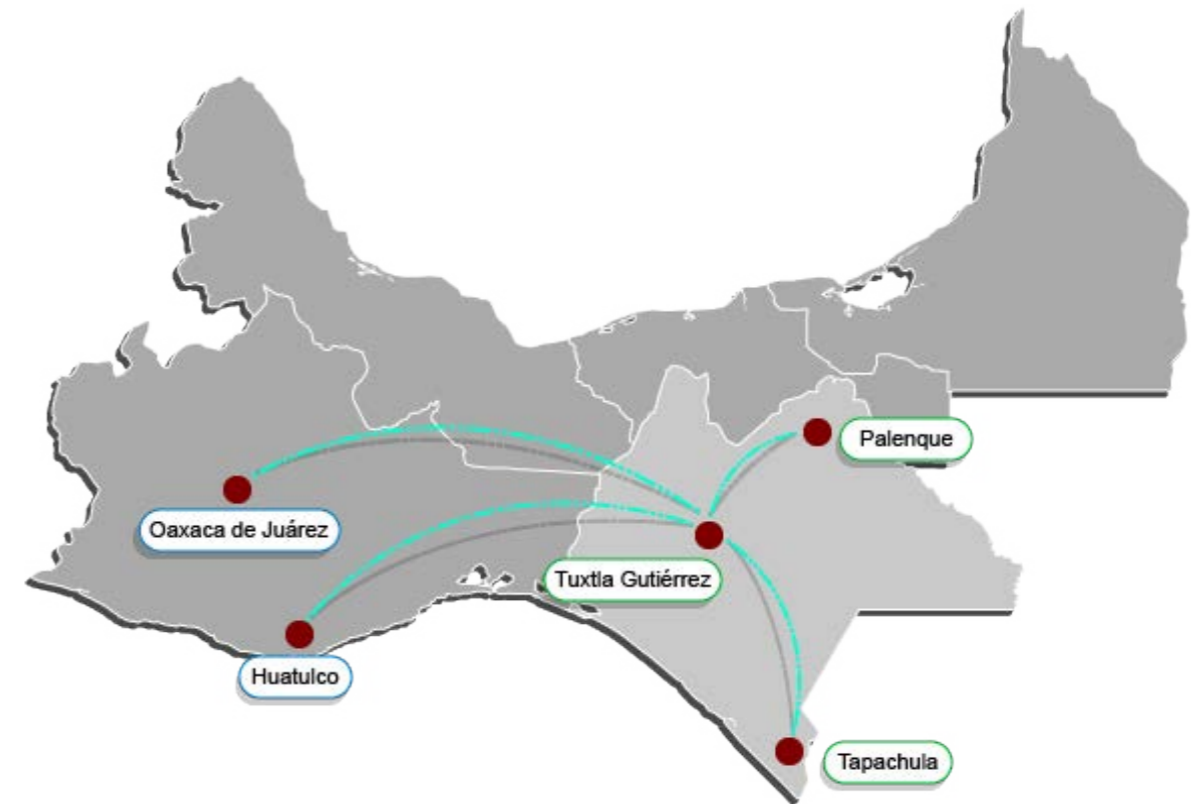 Palenque
Oaxaca de Juárez
Tuxtla Gutiérrez
Huatulco
Tapachula